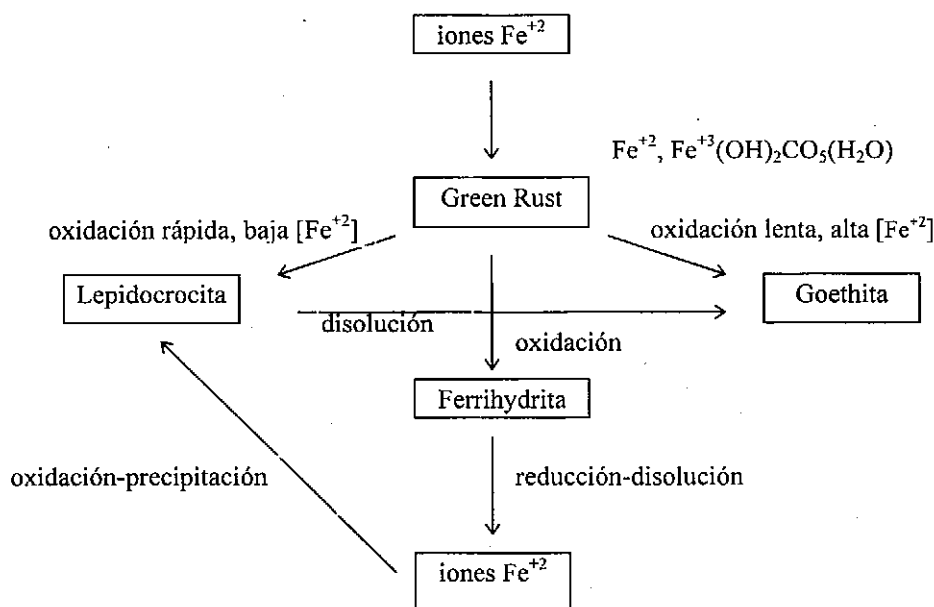 iones Fe⁺²
Fe⁺², Fe⁺³(OH)₂CO₅(H₂O)
Green Rust
oxidación rápida, baja [Fe⁺²]
oxidación lenta, alta [Fe⁺²]
Lepidocrocita
Goethita
disolución
oxidación
Ferrihydrita
oxidación-precipitación
reducción-disolución
iones Fe⁺²